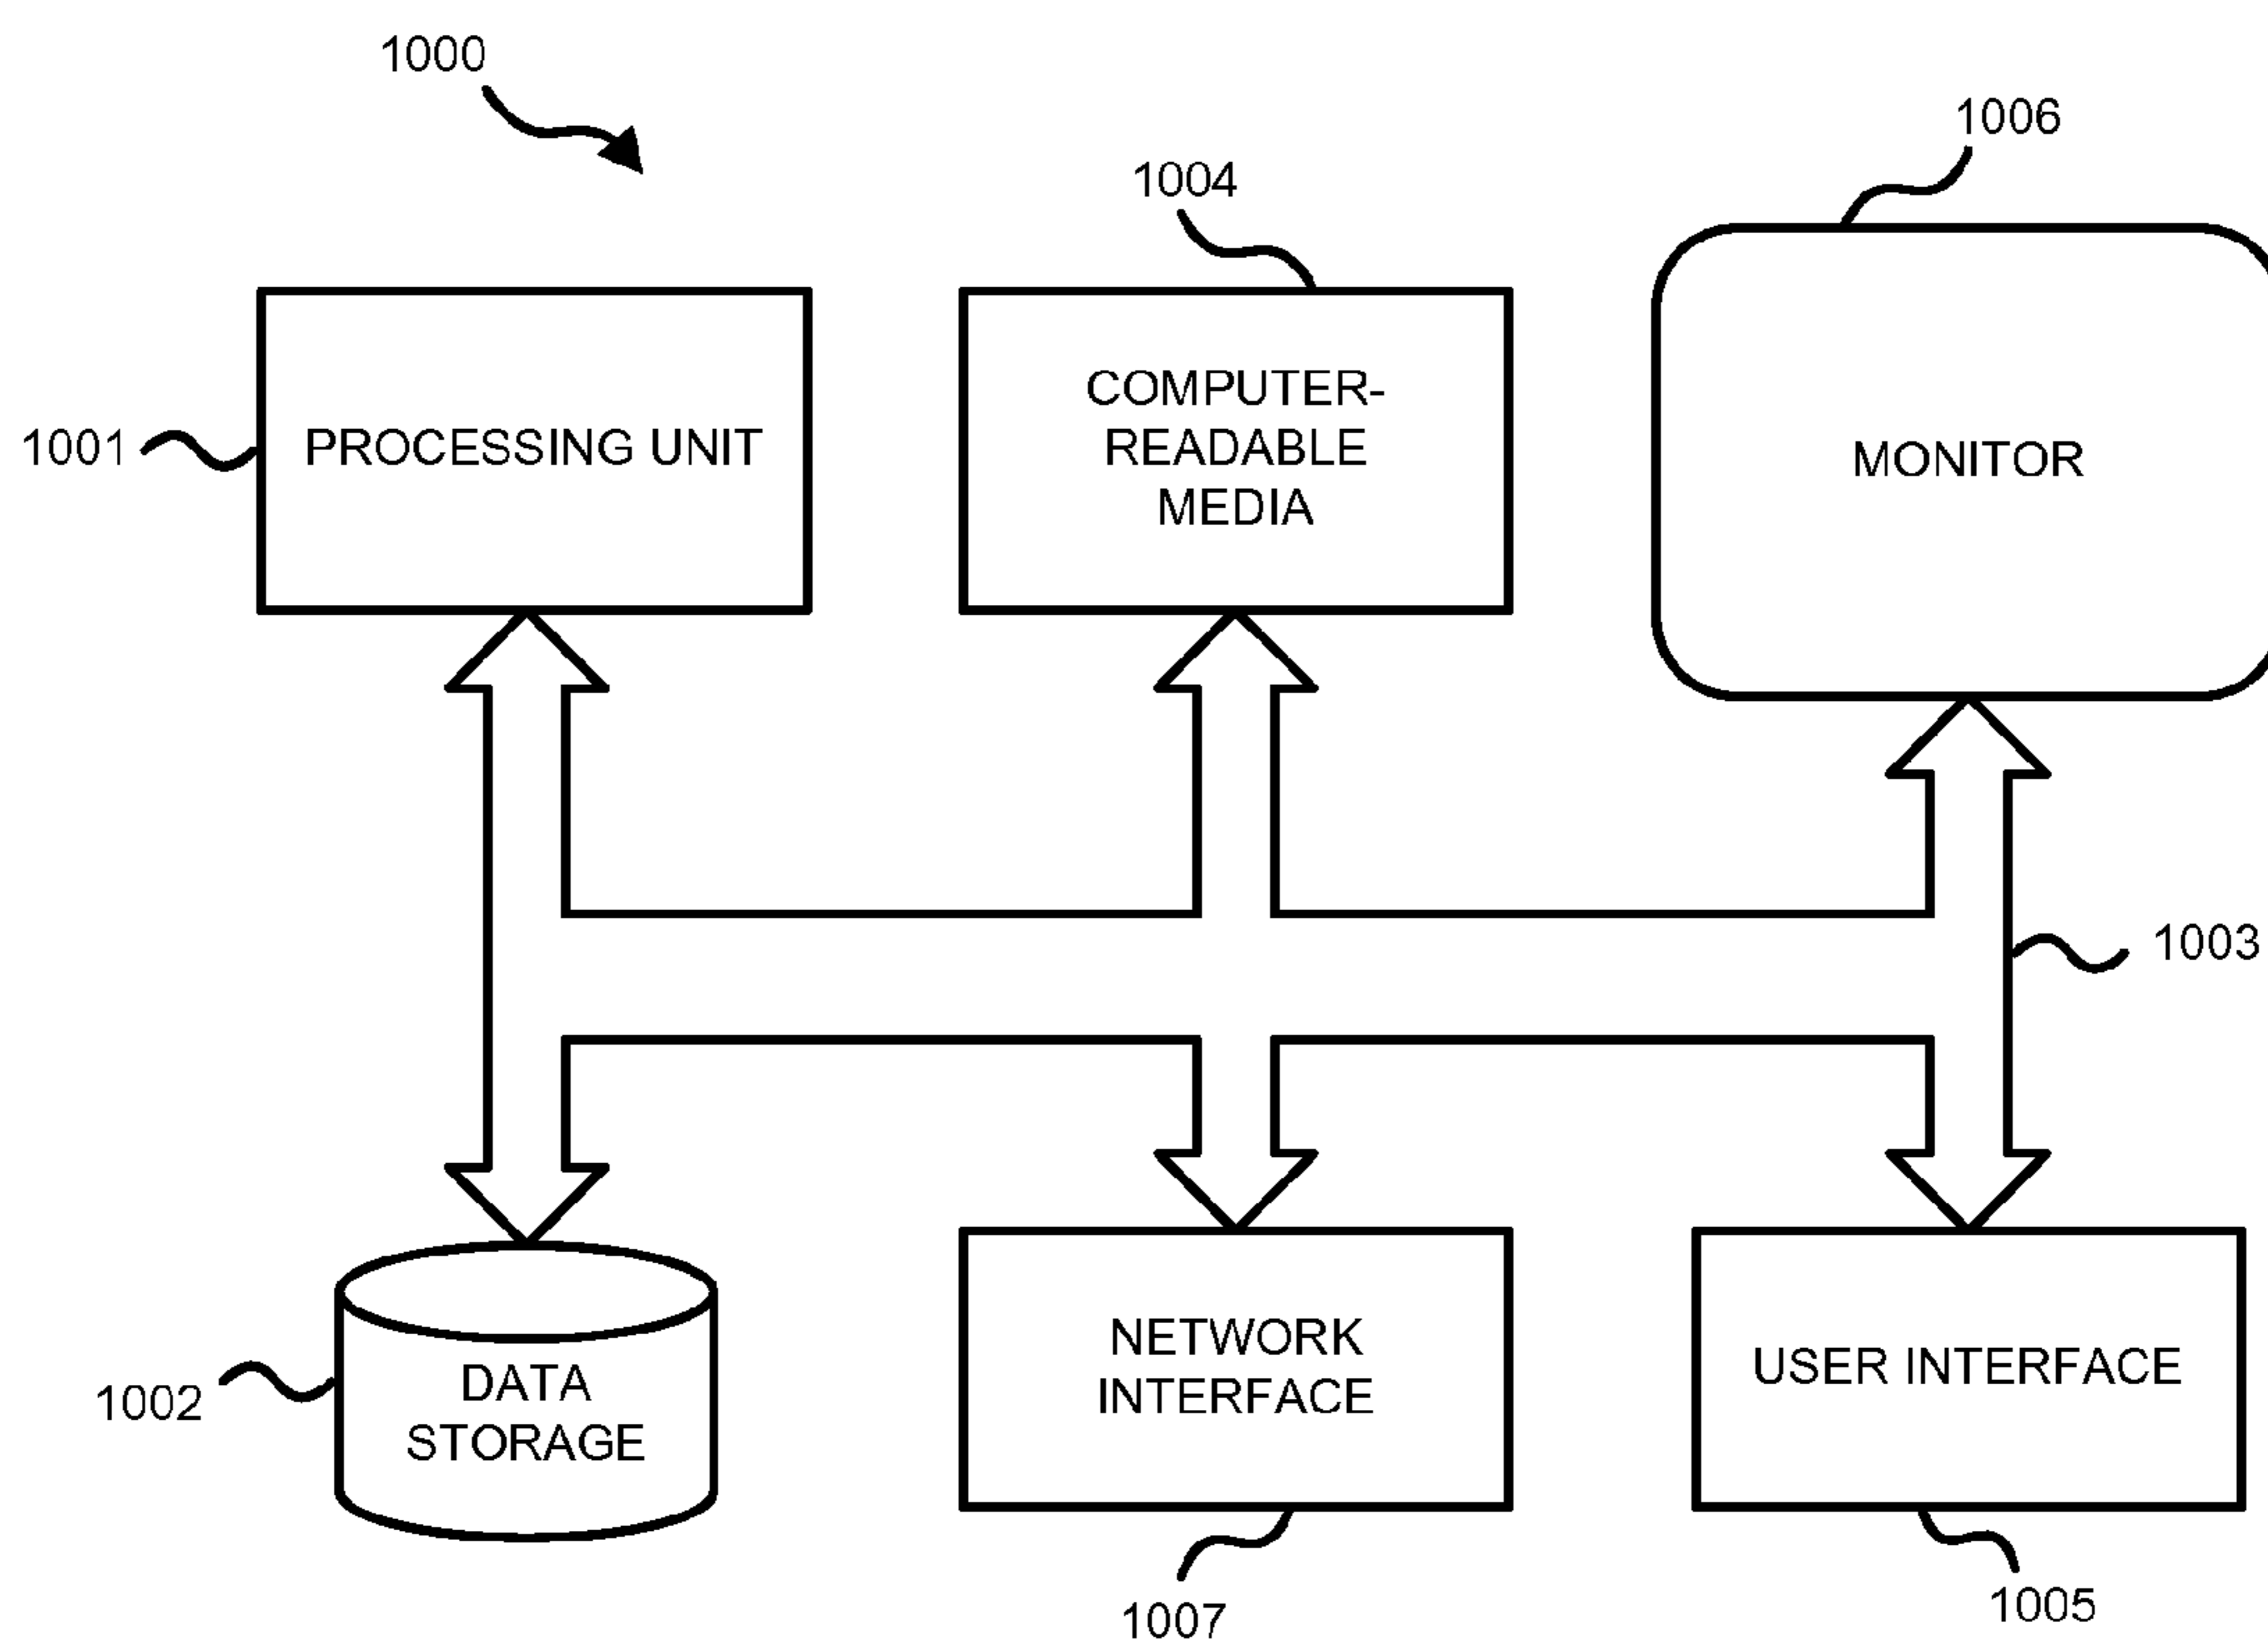 1000
1006
1004
COMPUTER-
READABLE
MEDIA
1001
PROCESSING UNIT
MONITOR
1003
NETWORK
INTERFACE
USER INTERFACE
1002
DATA
STORAGE
1007
1005